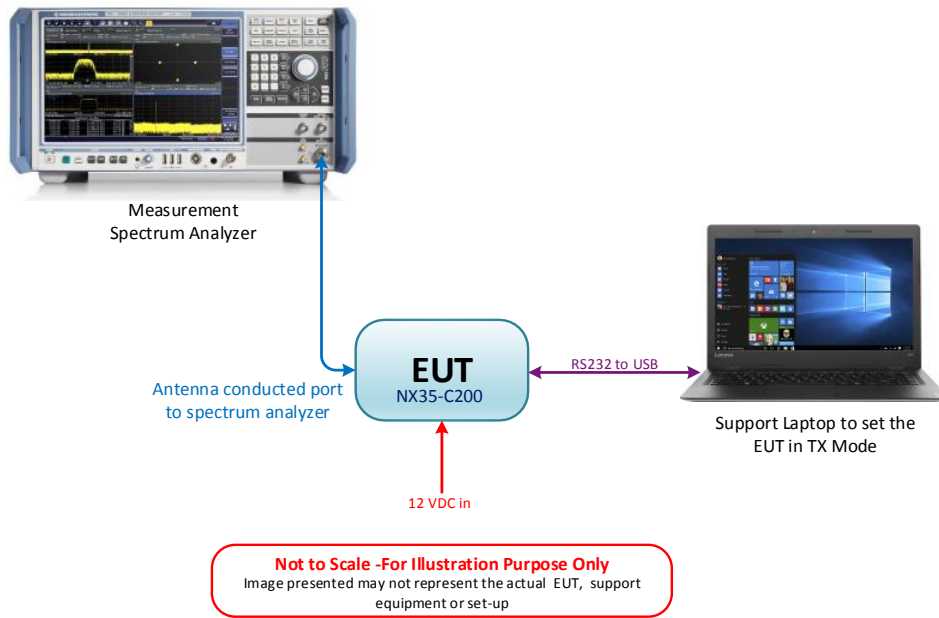 Measurement
Spectrum Analyzer
Antenna conducted port
to spectrum analyzer
EUT
NX35-C200
RS232 to USB
Lenovo
Support Laptop to set the
EUT in TX Mode
12 VDC in
Not to Scale -For Illustration Purpose Only
Image presented may not represent the actual EUT, support
equipment or set-up